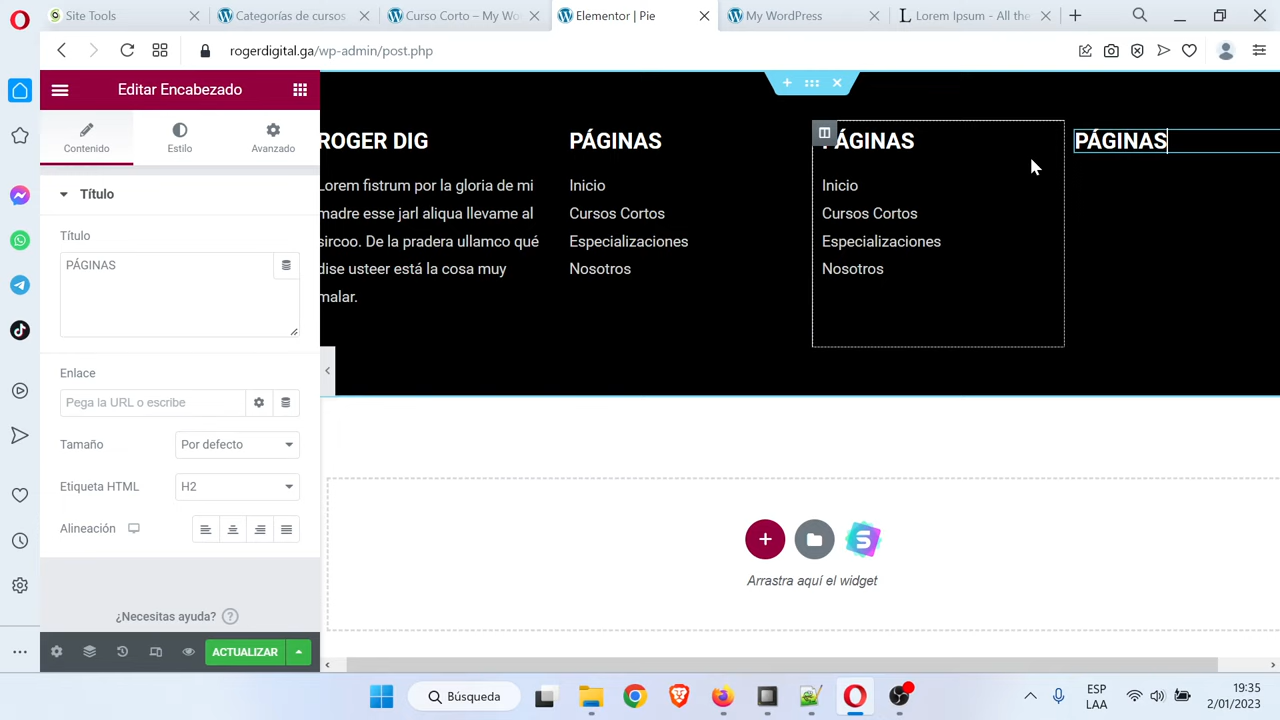 Site Tools
Categorías de cursos
Curso Corto – Word
Elementor | Pie
My WordPress
Lorem Ipsum - All the
rogerdigital.ga/wp-admin/post.php
Editar Encabezado
Contenido
Estilo
Avanzado
Título
Título
PÁGINAS
Enlace
Pega la URL o escribe
Tamaño
Por defecto
Etiqueta HTML
H2
Alineación
¿Necesitas ayuda?
ACTUALIZAR
ROGER DIG
Lorem fistrum por la gloria de mi
madre esse jarl aliqua llevame al
sircoo. De la pradera ullamco qué
dise usteer está la cosa muy
malar.
PÁGINAS
Inicio
Cursos Cortos
Especializaciones
Nosotros
PÁGINAS
Inicio
Cursos Cortos
Especializaciones
Nosotros
PÁGINAS
Arrastra aquí el widget
Búsqueda
ESP
LAA
19:35
2/01/2023